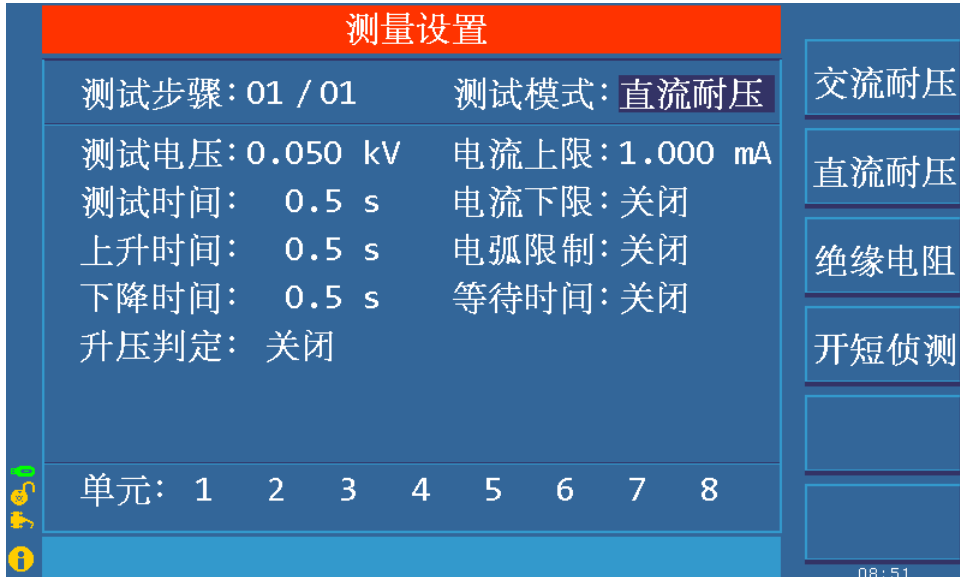 测量设置
测试步骤：01 / 01 测试模式：直流耐压
测试电压：0.050 kV 电流上限：1.000 mA
测试时间： 0.5 s 电流下限：关闭
上升时间： 0.5 s 电弧限制：关闭
下降时间： 0.5 s 等待时间：关闭
升压判定： 关闭
单元： 1 2 3 4 5 6 7 8
交流耐压
直流耐压
绝缘电阻
开短侦测
08:51